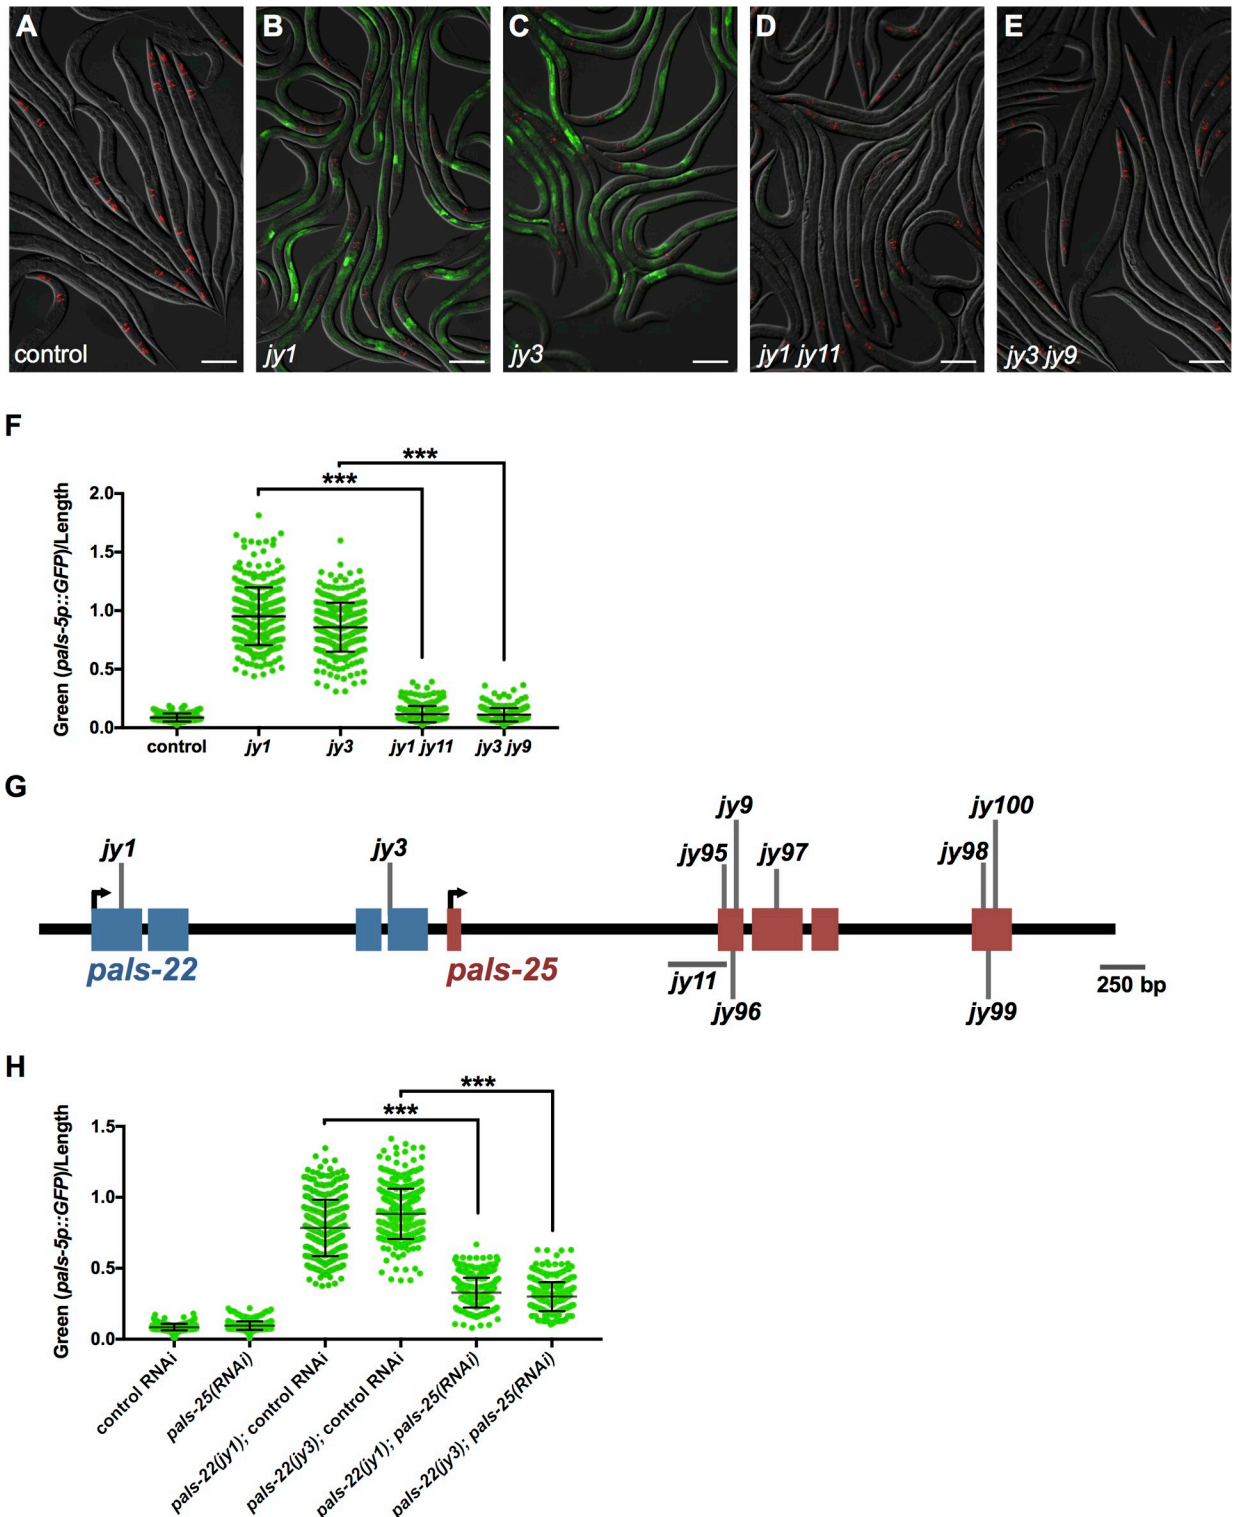 A
B
C
D
E
control
jy1
jy3
jy1 jy11
jy3 jy9
F
***
***
Green (pals-5p::GFP)/Length
2.0
1.5
1.0
0.5
0.0
control
jy1
jy3
jy1 jy11
jy3 jy9
G
jy9
jy100
jy1
jy3
jy95
jy97
jy98
pals-22
pals-25
jy11
250 bp
jy96
jy99
H
***
***
Green (pals-5p::GFP)/Length
1.5
1.0
0.5
0.0
control RNAi
pals-25(RNAi)
pals-22(jy1); control RNAi
pals-22(jy3); control RNAi
pals-22(jy1); pals-25(RNAi)
pals-22(jy3); pals-25(RNAi)